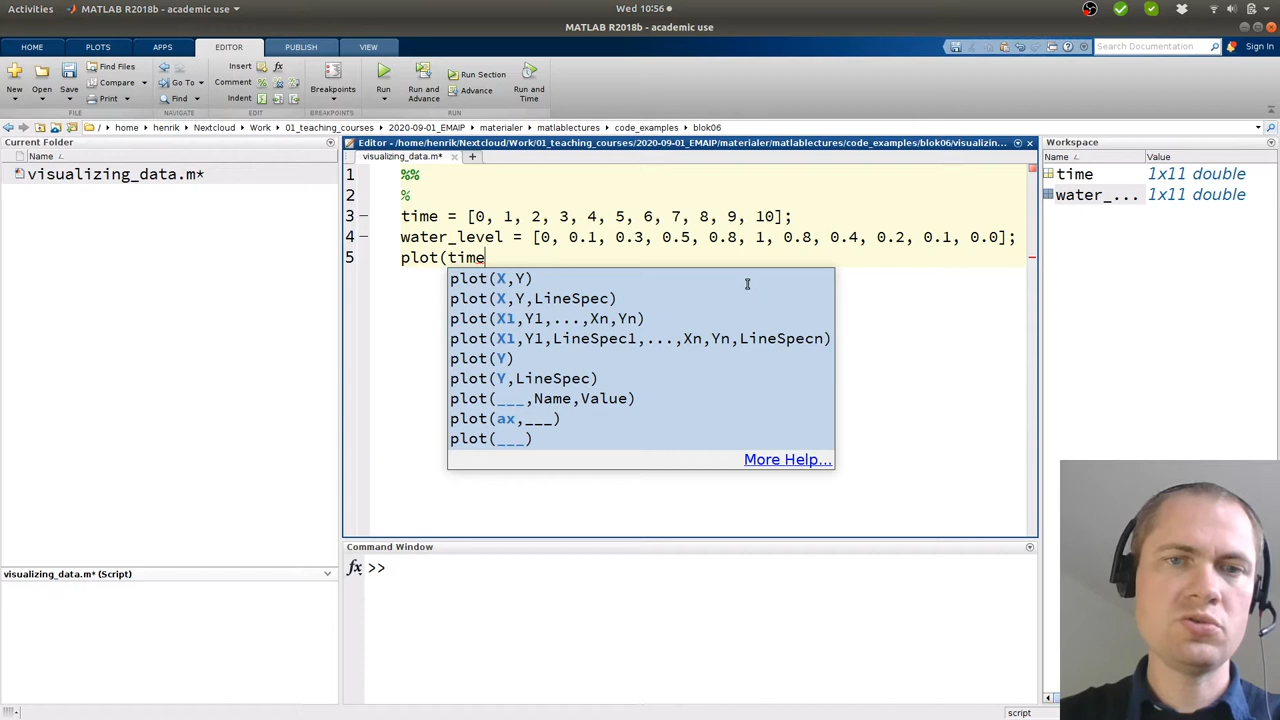 Activities
MATLAB R2018b - academic use
Wed 10:56
MATLAB R2018b - academic use
HOME PLOTS APPS EDITOR PUBLISH VIEW
Search Documentation
Sign In
New
Open
Save
Find Files
Compare
Print
Go To
Find
Insert
Comment
Indent
Breakpoints
Run
Run and Advance
Run Section
Advance
Run and Time
FILE NAVIGATE EDIT BREAKPOINTS RUN
/ home henrik Nextcloud Work 01_teaching_courses 2020-09-01_EMAIP materialer matlablectures code_examples blok06
Current Folder
Name
visualizing_data.m*
visualizing_data.m* (Script)
Editor - /home/henrik/Nextcloud/Work/01_teaching_courses/2020-09-01_EMAIP/materialer/matlablectures/code_examples/blok06/visualizin...
visualizing_data.m*
1 %%
2 %
3 time = [0, 1, 2, 3, 4, 5, 6, 7, 8, 9, 10];
4 water_level = [0, 0.1, 0.3, 0.5, 0.8, 1, 0.8, 0.4, 0.2, 0.1, 0.0];
5 plot(time
plot(X,Y)
plot(X,Y,LineSpec)
plot(X1,Y1,...,Xn,Yn)
plot(X1,Y1,LineSpec1,...,Xn,Yn,LineSpecn)
plot(Y)
plot(Y,LineSpec)
plot(___,Name,Value)
plot(ax,___)
plot(___)
More Help...
Command Window
fx >>
Workspace
Name Value
time 1x11 double
water_... 1x11 double
script